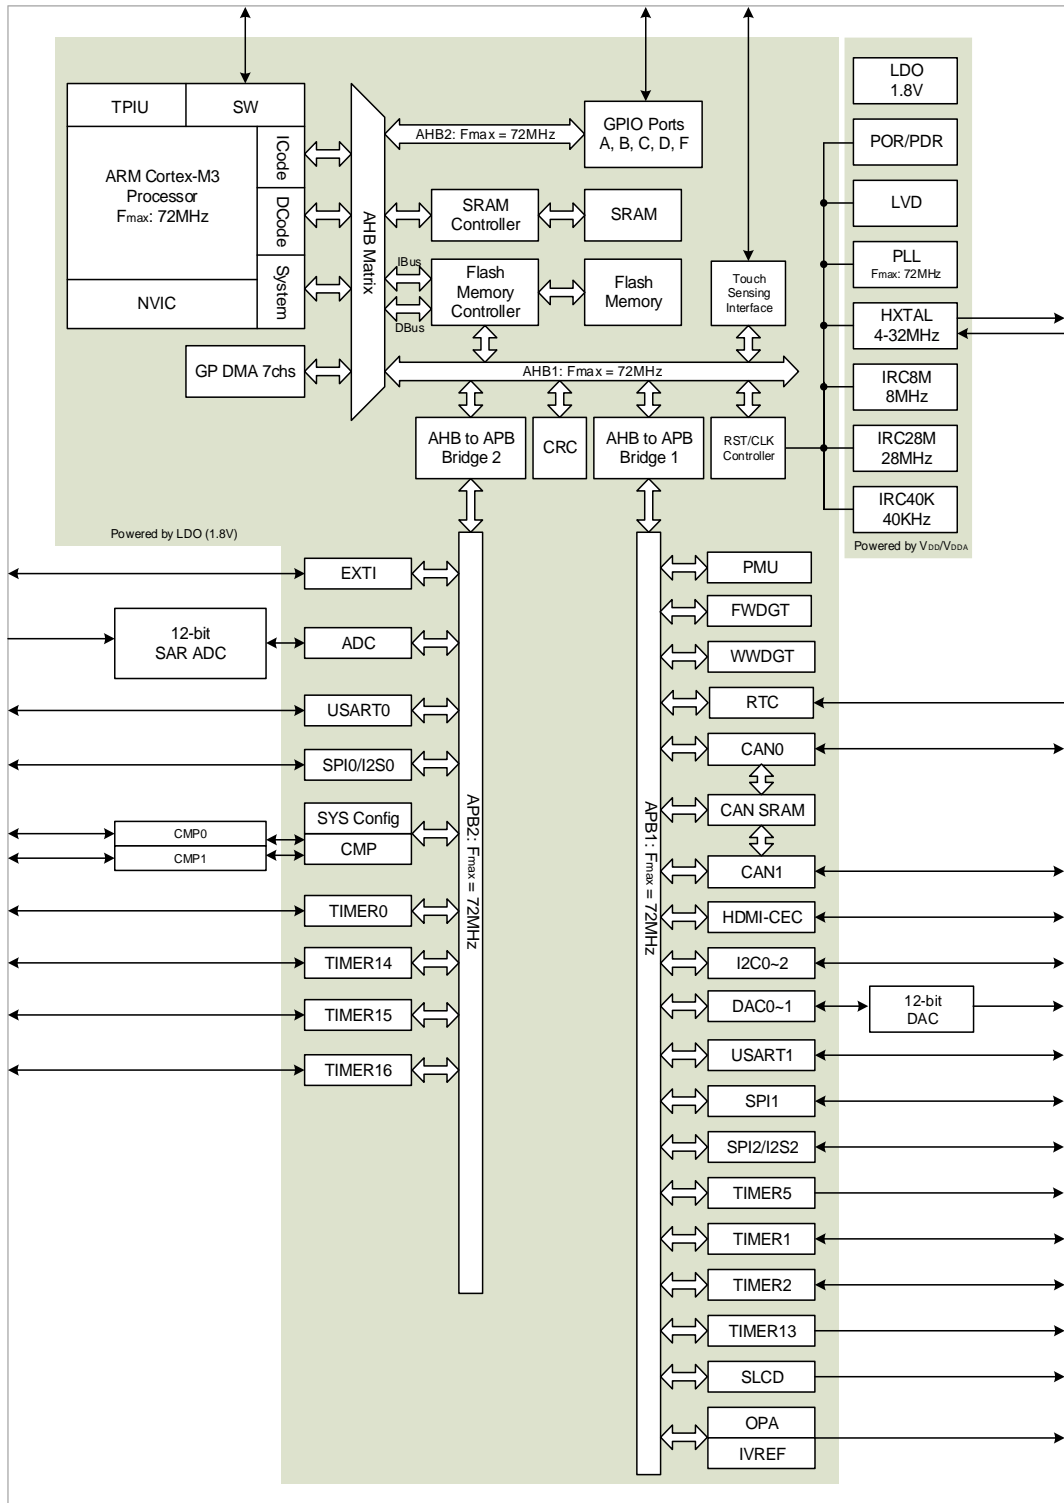 TPIU
SW
ARM Cortex-M3
Processor
Fmax: 72MHz
ICode
DCode
System
NVIC
GP DMA 7chs
AHB Matrix
AHB2: Fmax = 72MHz
GPIO Ports
A, B, C, D, F
SRAM
Controller
SRAM
IBus
DBus
Flash
Memory
Controller
Flash
Memory
Touch
Sensing
Interface
AHB1: Fmax = 72MHz
AHB to APB
Bridge 2
CRC
AHB to APB
Bridge 1
RST/CLK
Controller
LDO
1.8V
POR/PDR
LVD
PLL
Fmax: 72MHz
HXTAL
4-32MHz
IRC8M
8MHz
IRC28M
28MHz
IRC40K
40KHz
Powered by LDO (1.8V)
Powered by VDD/VDDA
EXTI
12-bit
SAR ADC
ADC
USART0
SPI0/I2S0
CMP0
CMP1
SYS Config
CMP
TIMER0
TIMER14
TIMER15
TIMER16
APB2: Fmax = 72MHz
APB1: Fmax = 72MHz
PMU
FWDGT
WWDGT
RTC
CAN0
CAN SRAM
CAN1
HDMI-CEC
I2C0~2
DAC0~1
12-bit
DAC
USART1
SPI1
SPI2/I2S2
TIMER5
TIMER1
TIMER2
TIMER13
SLCD
OPA
IVREF